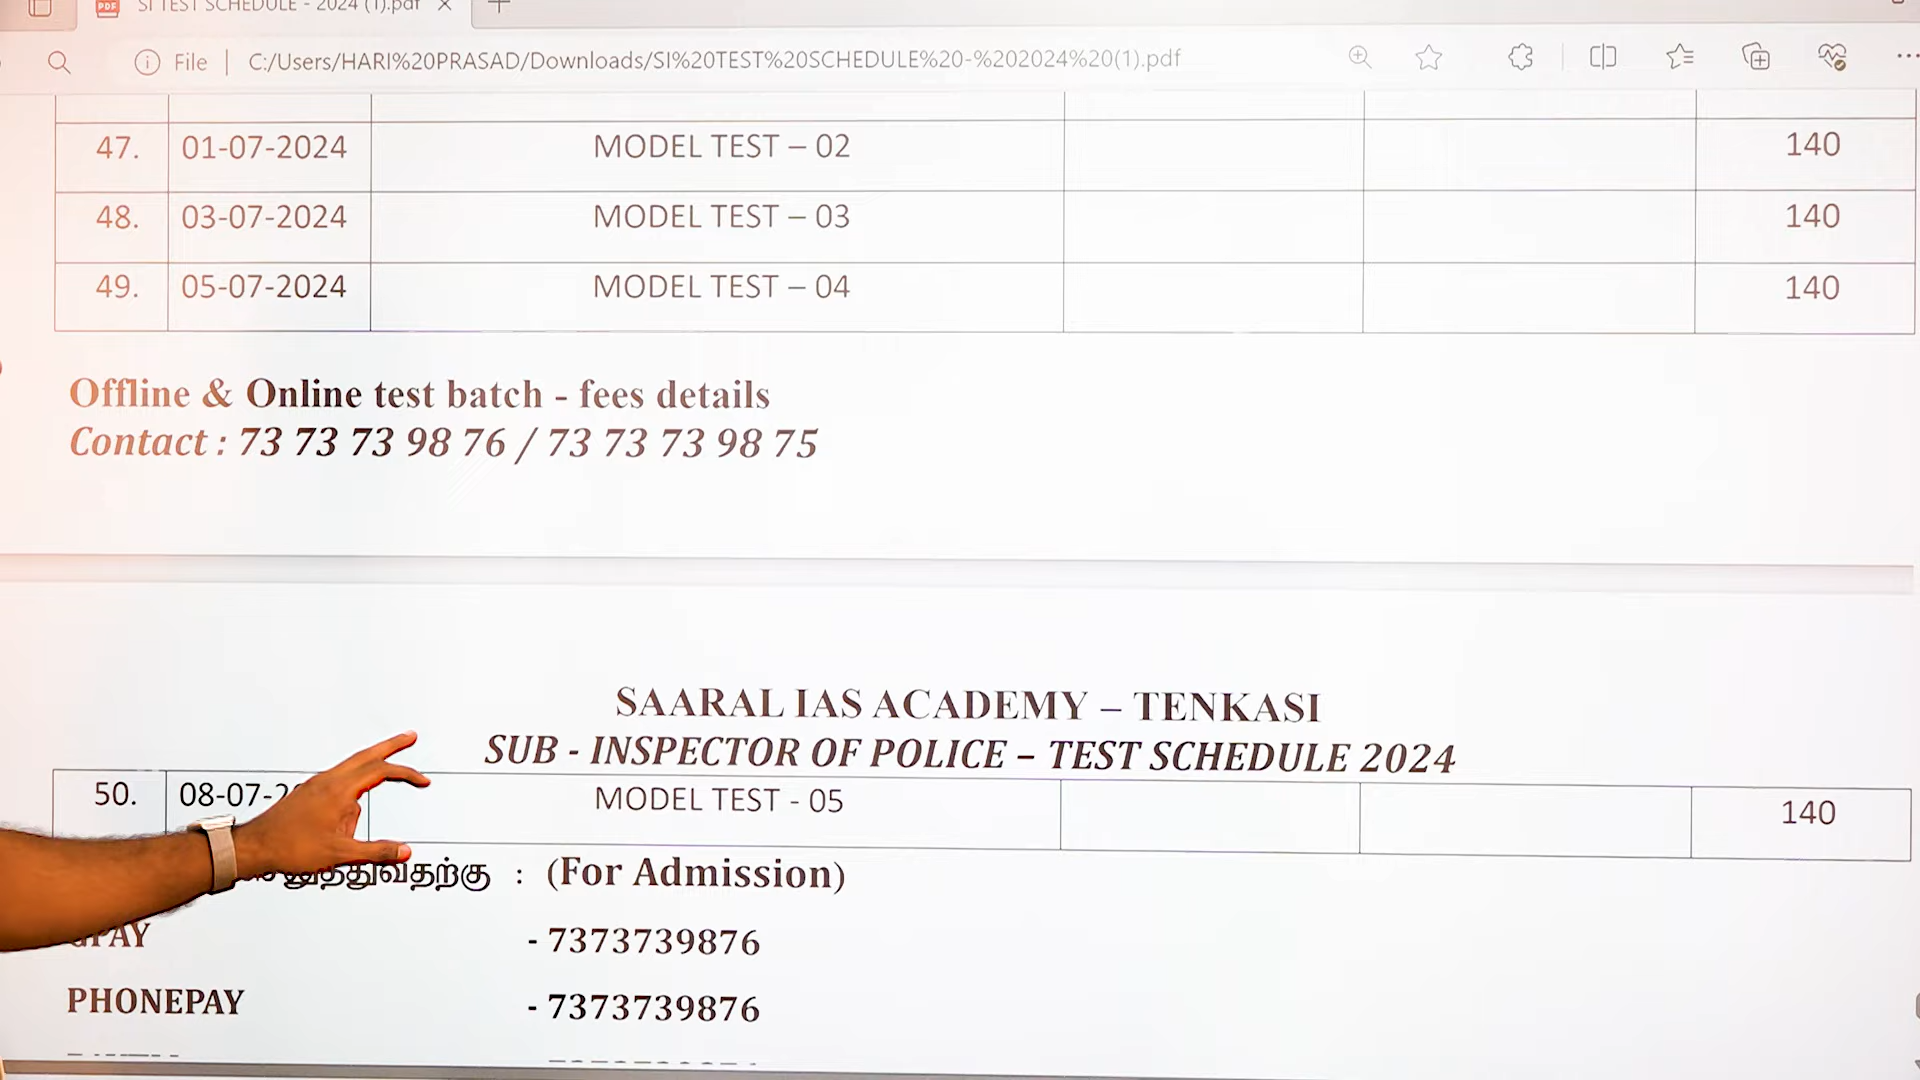 SI TEST SCHEDULE - 2024 (1).pdf
File | C:/Users/HARI%20PRASAD/Downloads/SI%20TEST%20SCHEDULE%20-%202024%20(1).pdf
47. 01-07-2024 MODEL TEST – 02 140
48. 03-07-2024 MODEL TEST – 03 140
49. 05-07-2024 MODEL TEST – 04 140
Offline & Online test batch - fees details
Contact : 73 73 73 98 76 / 73 73 73 98 75
SAARAL IAS ACADEMY – TENKASI
SUB - INSPECTOR OF POLICE – TEST SCHEDULE 2024
50. 08-07- MODEL TEST - 05 140
: (For Admission)
GPAY - 7373739876
PHONEPAY - 7373739876